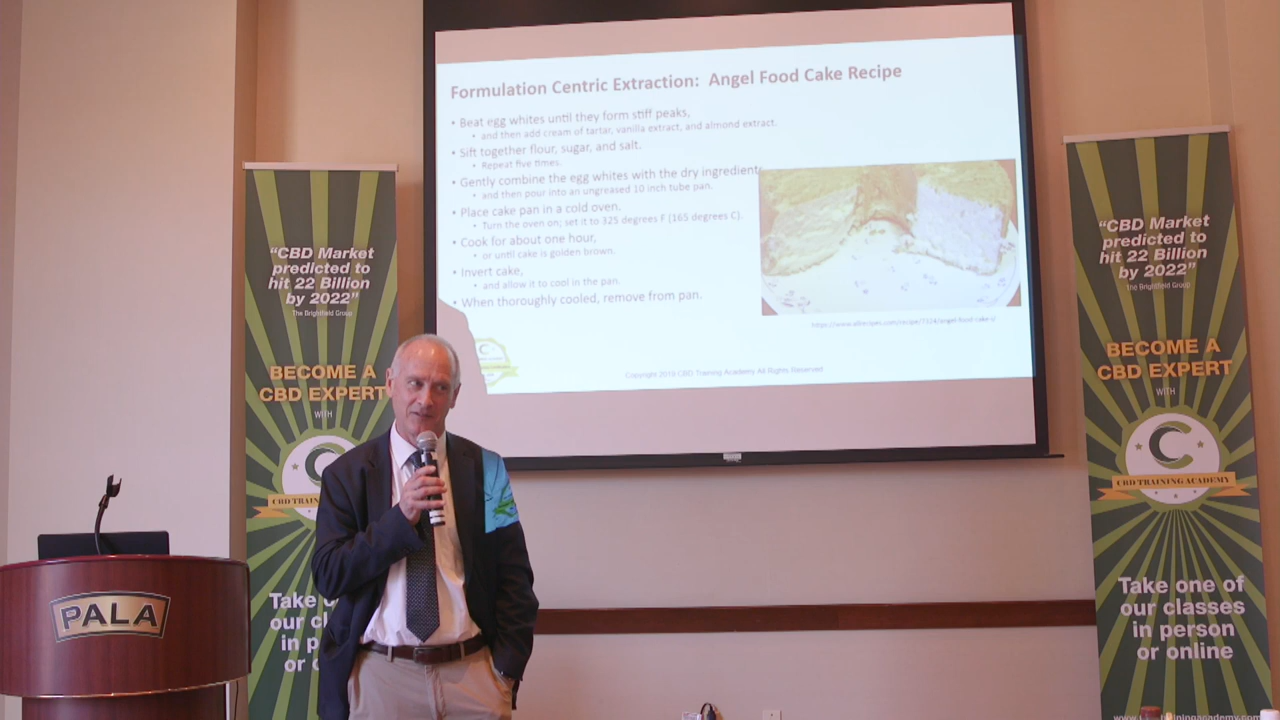 Formulation Centric Extraction: Angel Food Cake Recipe
• Beat egg whites until they form stiff peaks,
• and then add cream of tartar, vanilla extract, and almond extract.
• Sift together flour, sugar, and salt.
• Repeat five times.
• Gently combine the egg whites with the dry ingredients
• and then pour into an ungreased 10 inch tube pan.
• Place cake pan in a cold oven.
• Turn the oven on; set it to 325 degrees F (165 degrees C).
• Cook for about one hour,
• or until cake is golden brown.
• Invert cake,
• and allow it to cool in the pan.
• When thoroughly cooled, remove from pan.
Copyright 2019 CBD Training Academy All Rights Reserved
"CBD Market
predicted to
hit 22 Billion
by 2022"
The Brightfield Group
BECOME A
CBD EXPERT
WITH
C
CBD TRAIN
Take
our cl
in p
or
PALA
"CBD Market
predicted to
hit 22 Billion
by 2022"
The Brightfield Group
BECOME A
CBD EXPERT
WITH
C
CBD TRAINING ACADEMY
Take one of
our classes
in person
or online